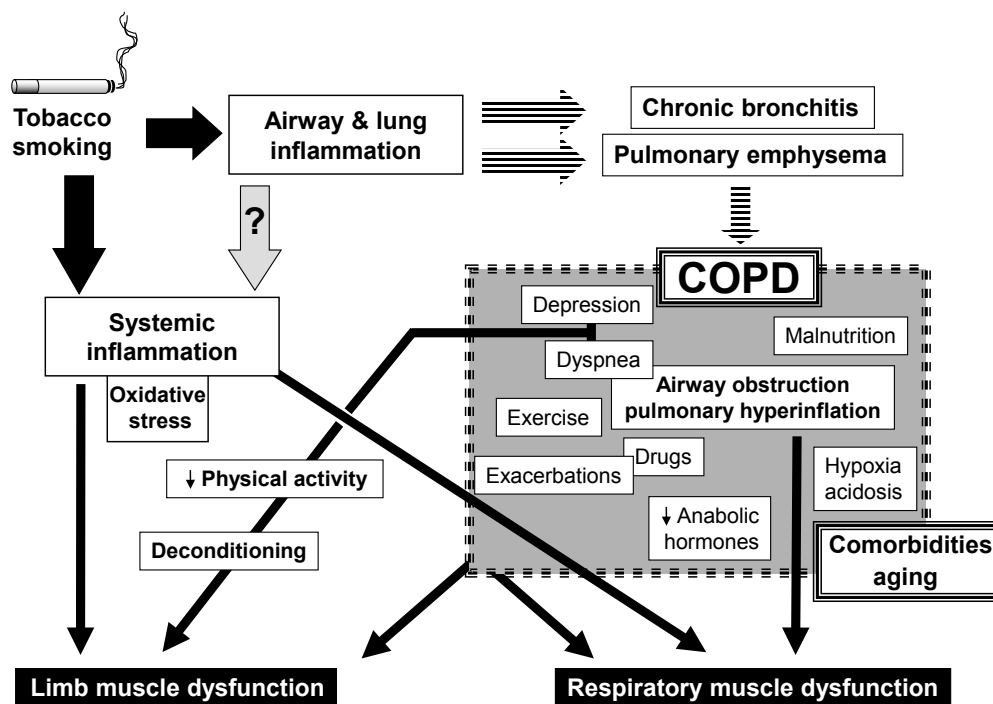 Tobacco
smoking
Airway & lung
inflammation
Chronic bronchitis
Pulmonary emphysema
?
COPD
Systemic
inflammation
Oxidative
stress
Depression
Dyspnea
Malnutrition
Airway obstruction
pulmonary hyperinflation
Exercise
Drugs
Exacerbations
Hypoxia
acidosis
↓ Anabolic
hormones
Comorbidities
aging
↓ Physical activity
Deconditioning
Limb muscle dysfunction
Respiratory muscle dysfunction